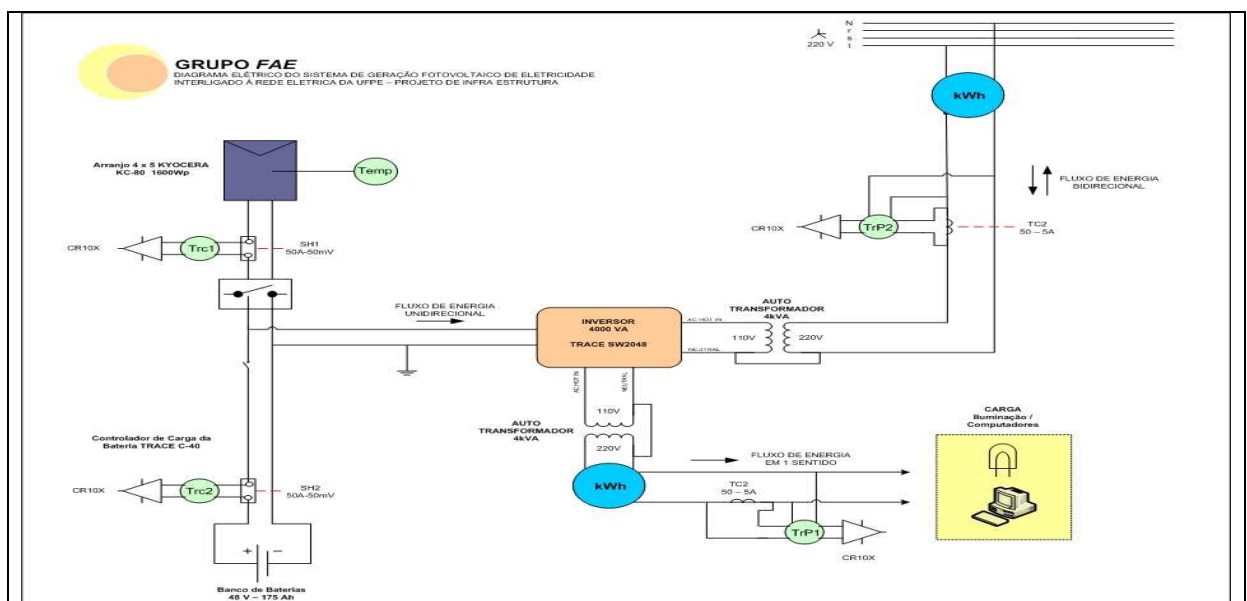 GRUPO FAE
DIAGRAMA ELÉTRICO DO SISTEMA DE GERAÇÃO FOTOVOLTAICO DE ELETRICIDADE
INTERLIGADO À REDE ELETRICA DA UFPE – PROJETO DE INFRA ESTRUTURA
220 V
N
r
s
t
kWh
Arranjo 4 x 5 KYOCERA
KC-80 1600Wp
Temp
FLUXO DE ENERGIA
BIDIRECIONAL
CR10X
Trc1
SH1
50A-50mV
CR10X
TrP2
TC2
50 – 5A
FLUXO DE ENERGIA
UNIDIRECIONAL
INVERSOR
4000 VA
TRACE SW2048
AC HOT IN
NEUTRAL
AUTO
TRANSFORMADOR
4kVA
110V
220V
AC HOT IN
NEUTRAL
AUTO
TRANSFORMADOR
4kVA
110V
220V
kWh
Controlador de Carga da
Bateria TRACE C-40
CR10X
Trc2
SH2
50A-50mV
FLUXO DE ENERGIA
EM 1 SENTIDO
TC2
50 – 5A
TrP1
CR10X
CARGA
Iluminação /
Computadores
+ –
Banco de Baterias
48 V – 175 Ah